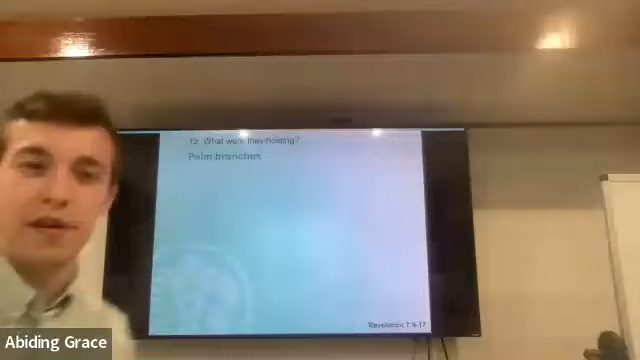 12. What were they holding?
Palm branches
Revelation 7:9-17
Abiding Grace